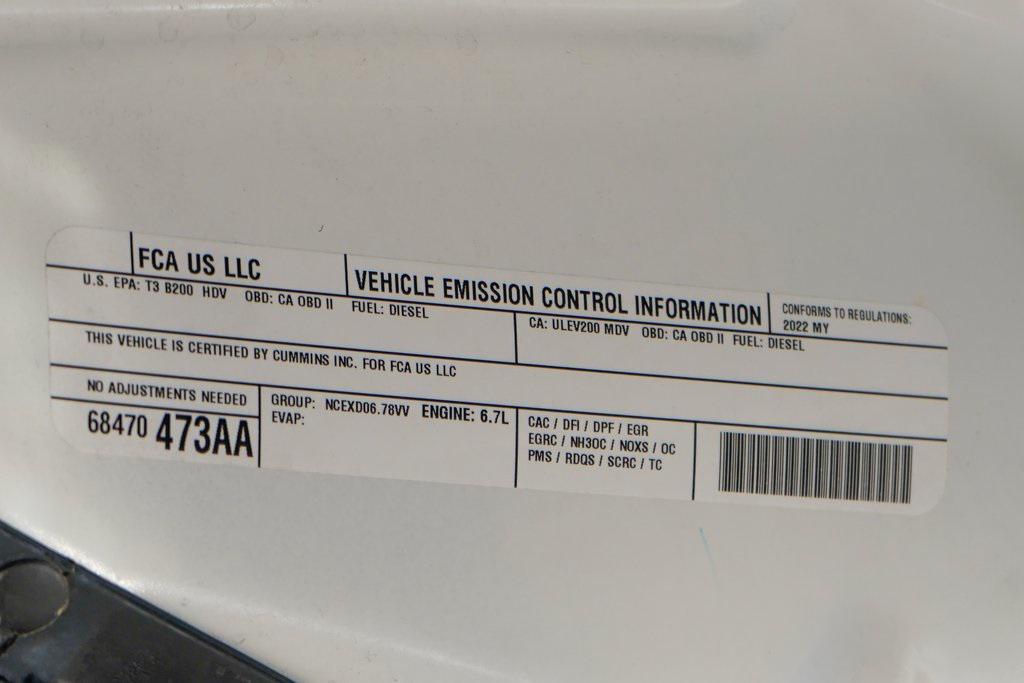 FCA US LLC
VEHICLE EMISSION CONTROL INFORMATION
CONFORMS TO REGULATIONS:
2022 MY
U.S. EPA: T3 B200 HDV OBD: CA OBD II FUEL: DIESEL
CA: ULEV200 MDV OBD: CA OBD II FUEL: DIESEL
THIS VEHICLE IS CERTIFIED BY CUMMINS INC. FOR FCA US LLC
NO ADJUSTMENTS NEEDED
68470 473AA
GROUP: NCEXD06.78VV ENGINE: 6.7L
EVAP:
CAC / DFI / DPF / EGR
EGRC / NH3OC / NOXS / OC
PMS / RDQS / SCRC / TC